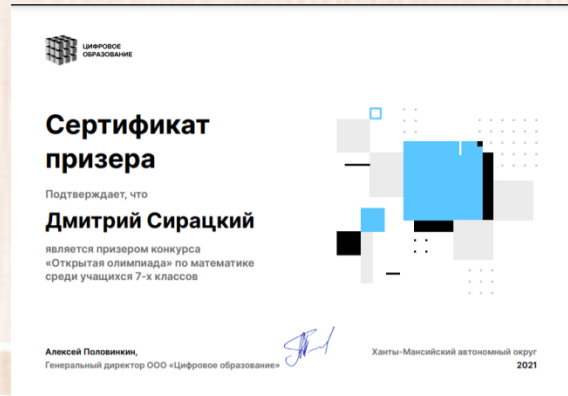 ЦИФРОВОЕ
ОБРАЗОВАНИЕ
Сертификат
призера
Подтверждает, что
Дмитрий Сирацкий
является призером конкурса
«Открытая олимпиада» по математике
среди учащихся 7-х классов
Алексей Половинкин,
Генеральный директор ООО «Цифровое образование»
Ханты-Мансийский автономный округ
2021